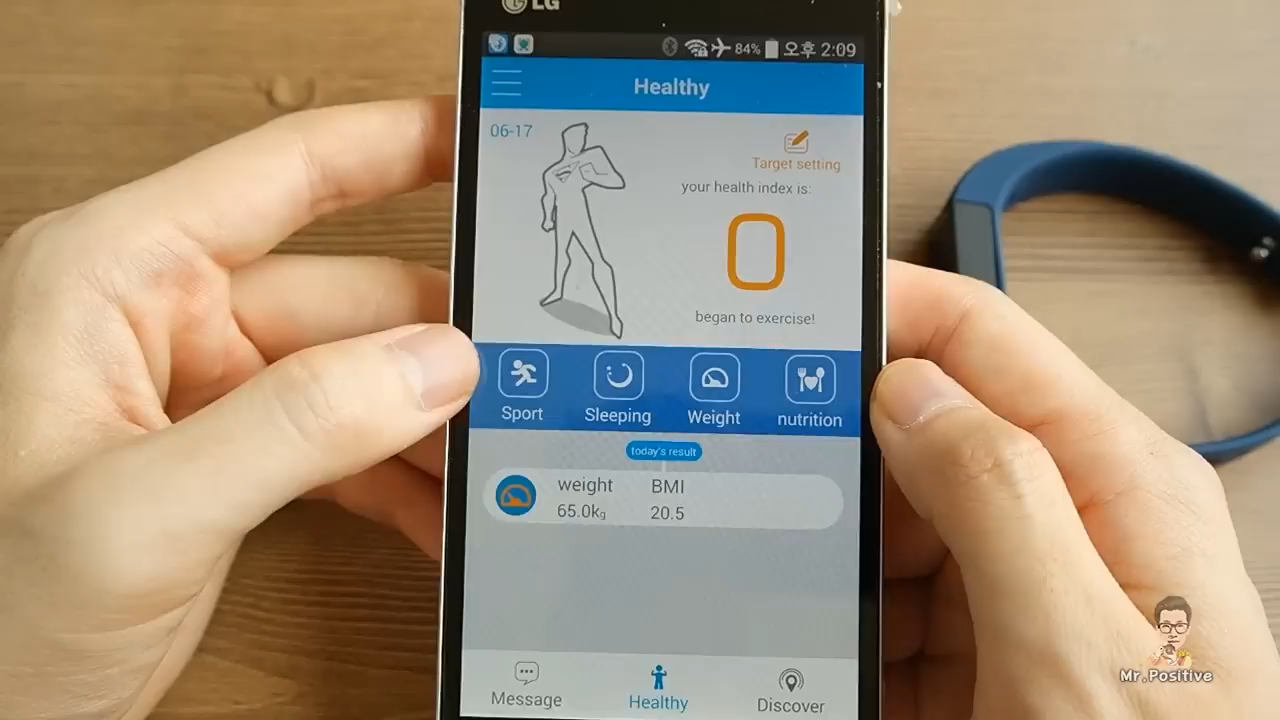 LG
84% 오후 2:09
Healthy
06-17
Target setting
your health index is:
0
began to exercise!
Sport Sleeping Weight nutrition
today's result
weight BMI
65.0kg 20.5
Message Healthy Discover
Mr.Positive